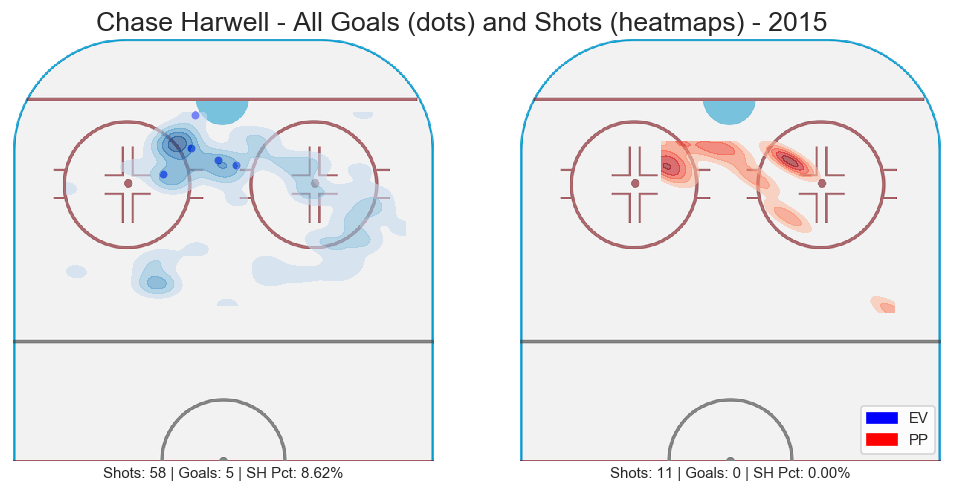 Chase Harwell - All Goals (dots) and Shots (heatmaps) - 2015
EV
PP
Shots: 58 | Goals: 5 | SH Pct: 8.62%
Shots: 11 | Goals: 0 | SH Pct: 0.00%